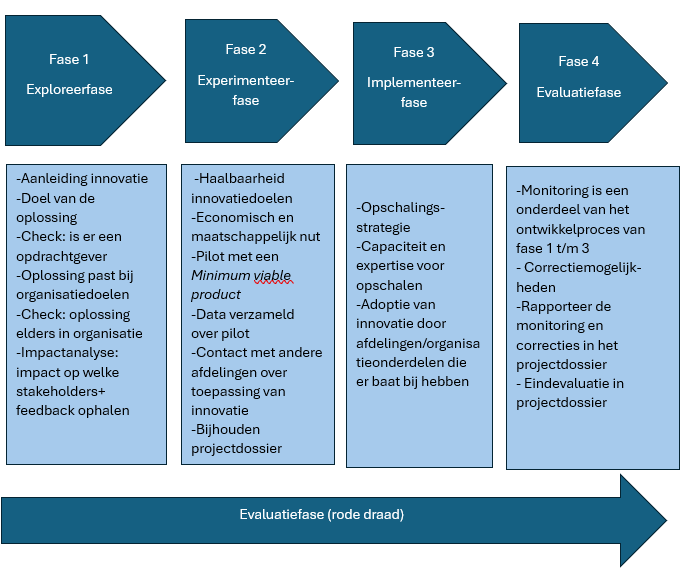 Fase 1
Exploreerfase
Fase 2
Experimenteer-
fase
Fase 3
Implementeer-
fase
Fase 4
Evaluatiefase
-Aanleiding innovatie
-Doel van de
oplossing
-Check: is er een
opdrachtgever
-Oplossing past bij
organisatiedoelen
-Check: oplossing
elders in organisatie
-Impactanalyse:
impact op welke
stakeholders+
feedback ophalen
-Haalbaarheid
innovatiedoelen
-Economisch en
maatschappelijk nut
-Pilot met een
Minimum viable
product
-Data verzameld
over pilot
-Contact met andere
afdelingen over
toepassing van
innovatie
-Bijhouden
projectdossier
-Opschalings-
strategie
-Capaciteit en
expertise voor
opschalen
-Adoptie van
innovatie door
afdelingen/organisa
tieonderdelen die
er baat bij hebben
-Monitoring is een
onderdeel van het
ontwikkelproces van
fase 1 t/m 3
- Correctiemogelijk-
heden
-Rapporteer de
monitoring en
correcties in het
projectdossier
- Eindevaluatie in
projectdossier
Evaluatiefase (rode draad)